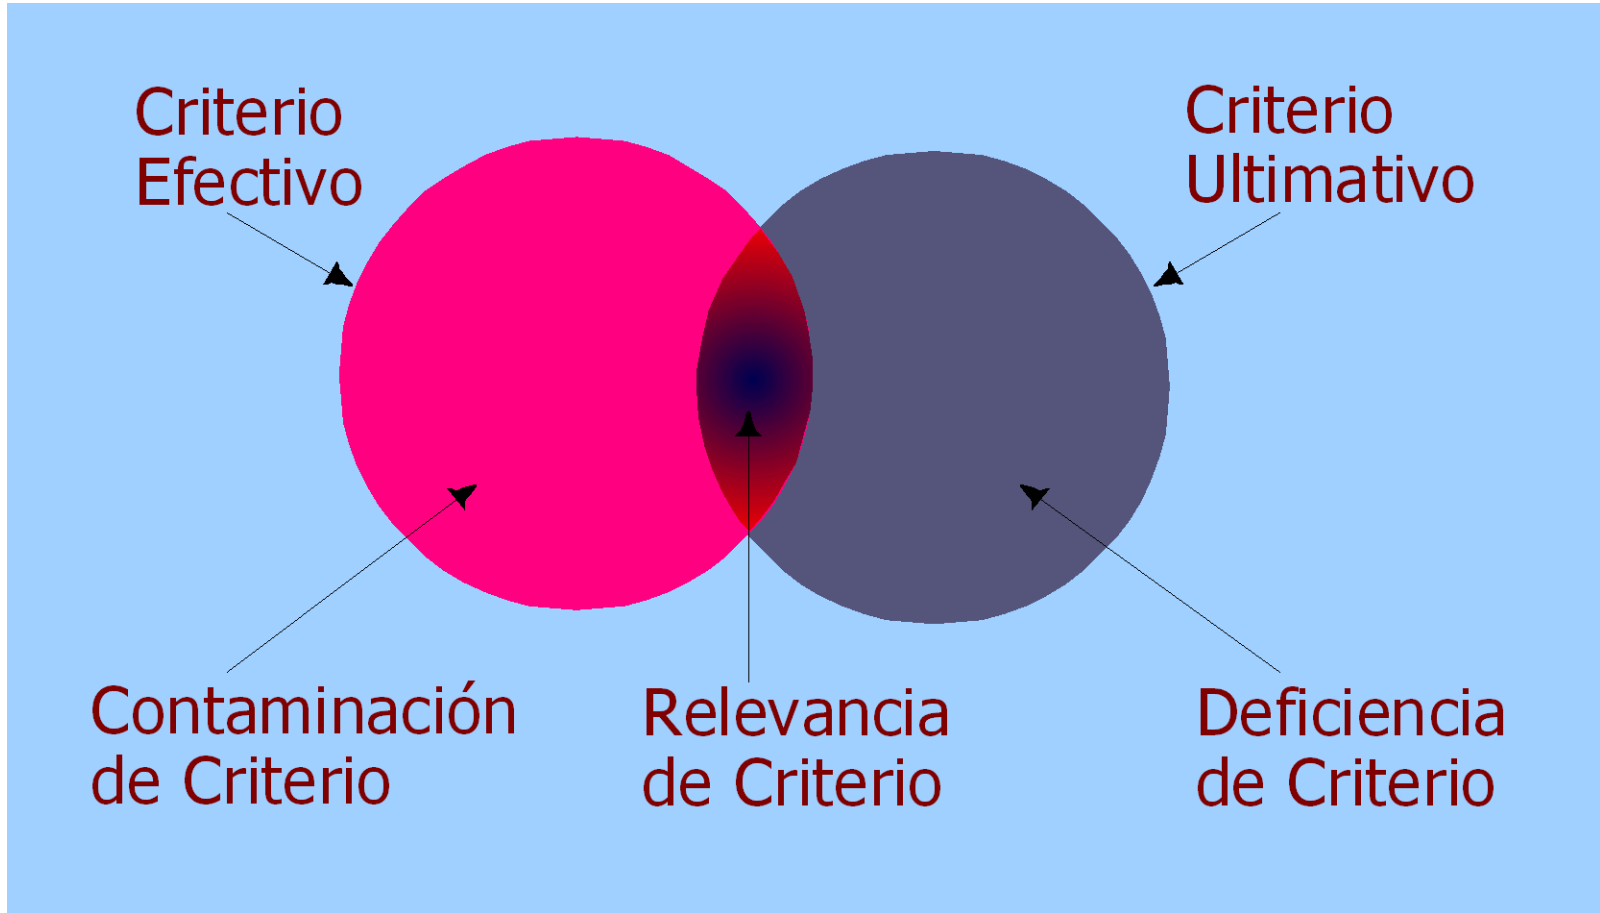 Criterio
Efectivo
Criterio
Ultimativo
Contaminación
de Criterio
Relevancia
de Criterio
Deficiencia
de Criterio